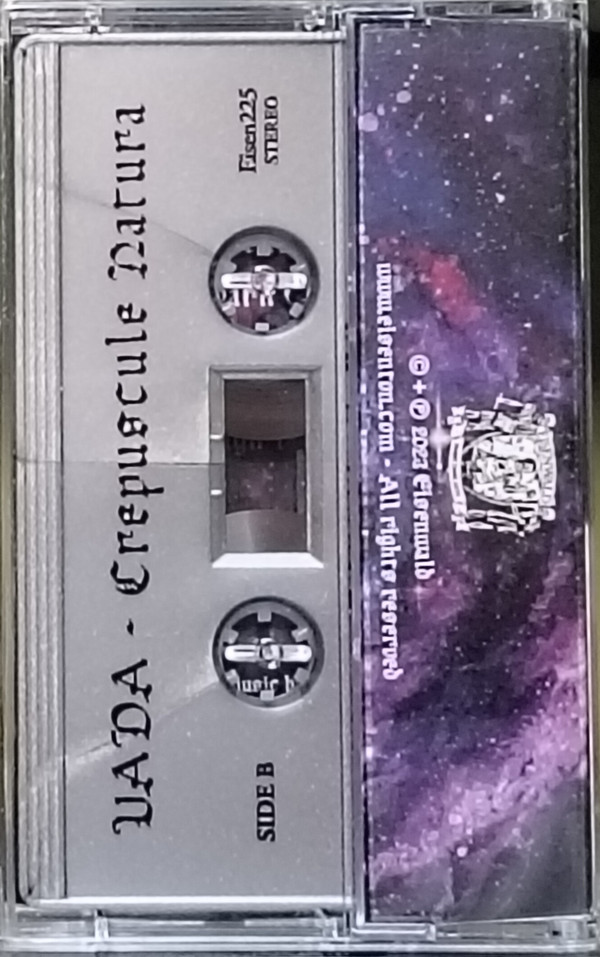 UADA - Crepuscule Natura
Eisen225
STEREO
SIDE B
© + ℗ 2023 Eisenwald
www.eisenton.com - All rights reserved